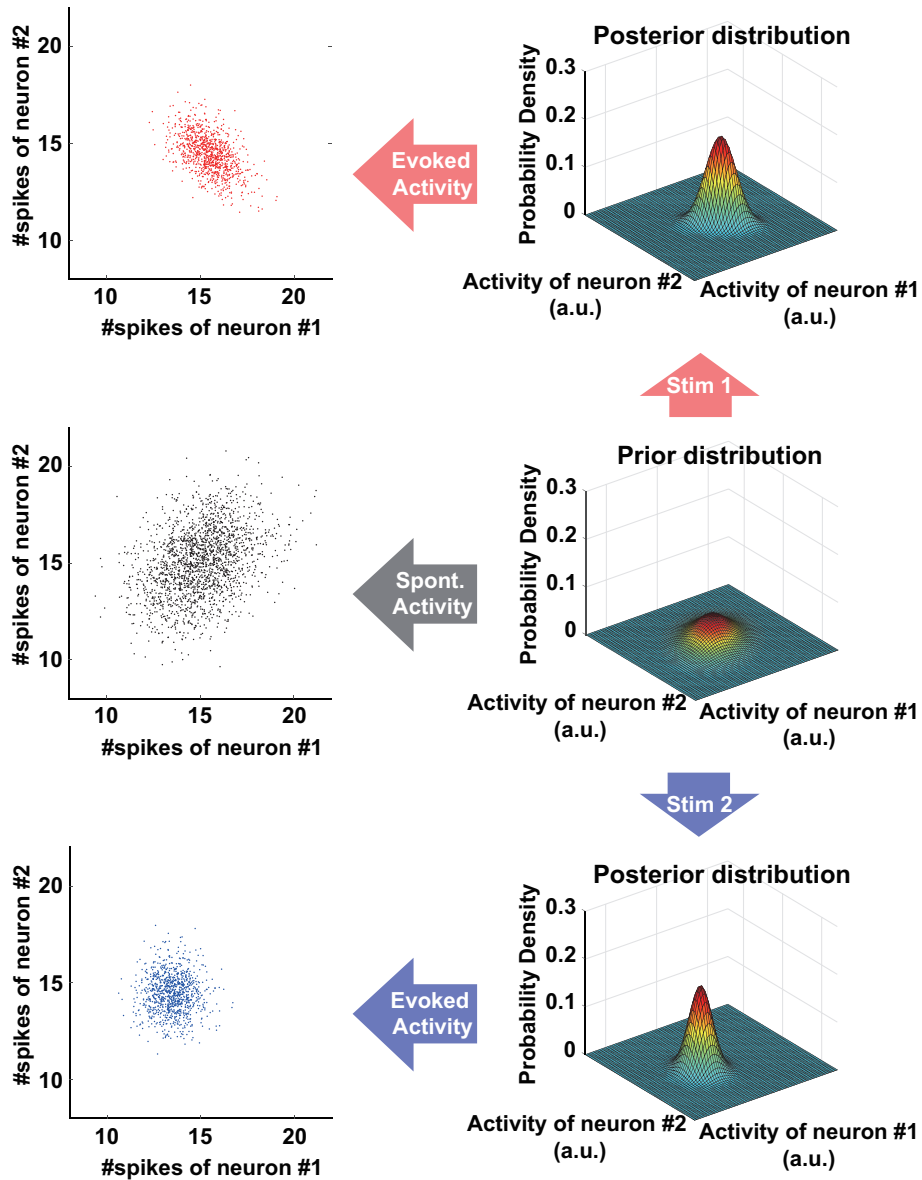 #spikes of neuron #2
20
15
10
10
15
20
#spikes of neuron #1
Evoked
Activity
Posterior distribution
Probability Density
0.3
0.2
0.1
0
Activity of neuron #2
(a.u.)
Activity of neuron #1
(a.u.)
Stim 1
#spikes of neuron #2
20
15
10
10
15
20
#spikes of neuron #1
Spont.
Activity
Prior distribution
Probability Density
0.3
0.2
0.1
0
Activity of neuron #2
(a.u.)
Activity of neuron #1
(a.u.)
Stim 2
#spikes of neuron #2
20
15
10
10
15
20
#spikes of neuron #1
Evoked
Activity
Posterior distribution
Probability Density
0.3
0.2
0.1
0
Activity of neuron #2
(a.u.)
Activity of neuron #1
(a.u.)